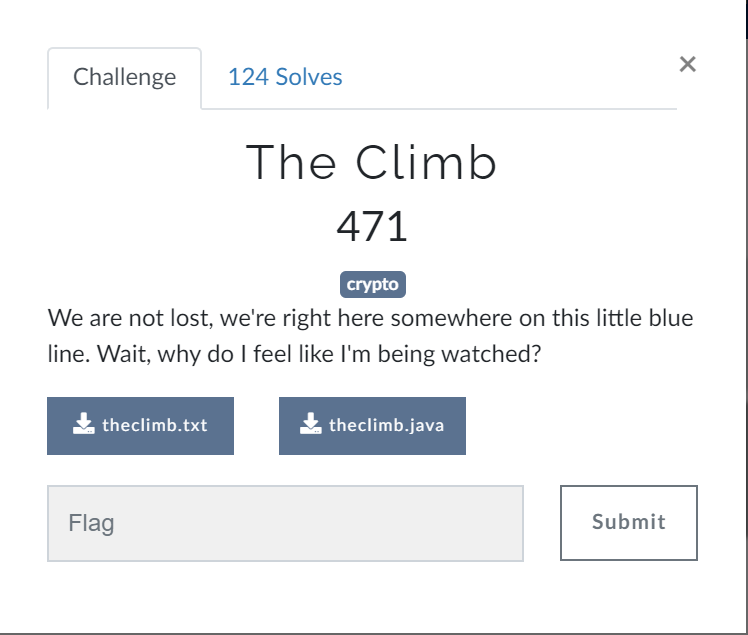 Challenge
124 Solves
×
The Climb
471
crypto
We are not lost, we're right here somewhere on this little blue
line. Wait, why do I feel like I'm being watched?
theclimb.txt
theclimb.java
Flag
Submit